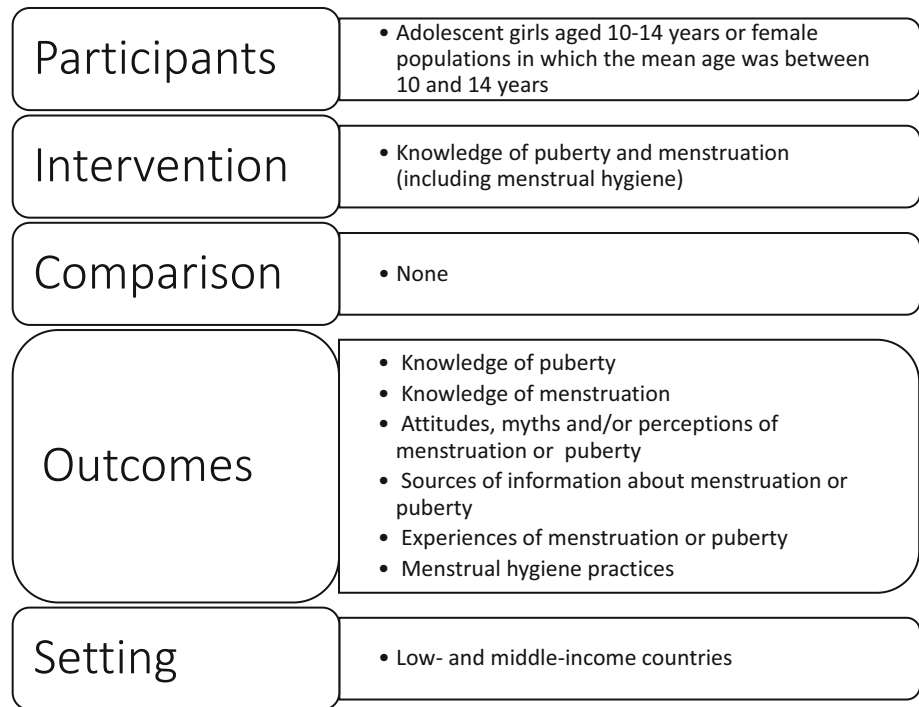 Participants
• Adolescent girls aged 10-14 years or female
populations in which the mean age was between
10 and 14 years
Intervention
• Knowledge of puberty and menstruation
(including menstrual hygiene)
Comparison
• None
Outcomes
• Knowledge of puberty
• Knowledge of menstruation
• Attitudes, myths and/or perceptions of
menstruation or puberty
• Sources of information about menstruation or
puberty
• Experiences of menstruation or puberty
• Menstrual hygiene practices
Setting
• Low- and middle-income countries